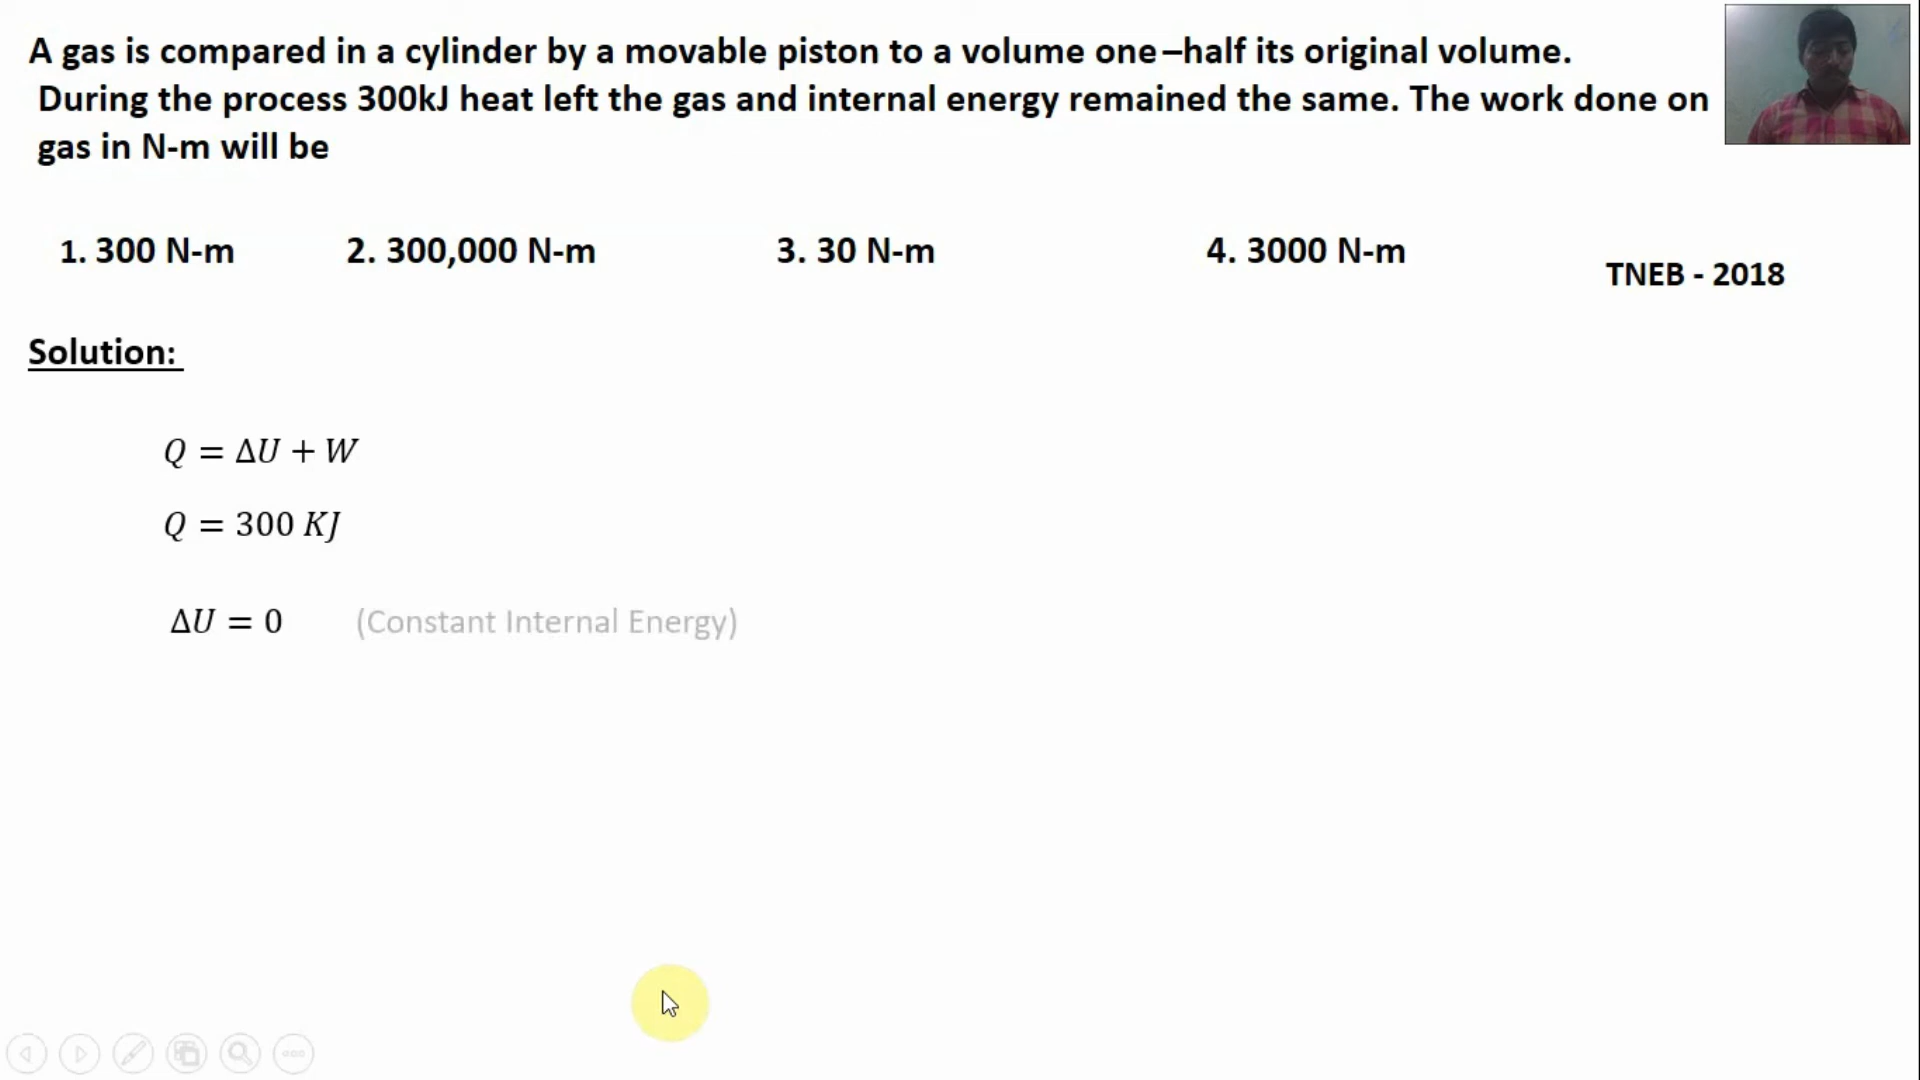 A gas is compared in a cylinder by a movable piston to a volume one–half its original volume.
During the process 300kJ heat left the gas and internal energy remained the same. The work done on
gas in N-m will be
1. 300 N-m 2. 300,000 N-m 3. 30 N-m 4. 3000 N-m
TNEB - 2018
Solution:
Q = ΔU + W
Q = 300 KJ
ΔU = 0 (Constant Internal Energy)